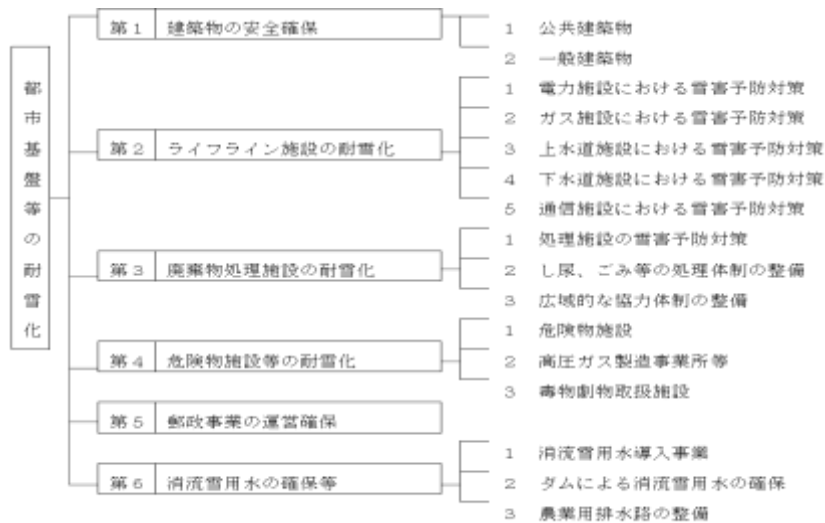 都市基盤等の耐雪化
第1 建築物の安全確保
1 公共建築物
2 一般建築物
第2 ライフライン施設の耐雪化
1 電力施設における雪害予防対策
2 ガス施設における雪害予防対策
3 上水道施設における雪害予防対策
4 下水道施設における雪害予防対策
5 通信施設における雪害予防対策
第3 廃棄物処理施設の耐雪化
1 処理施設の雪害予防対策
2 し尿、ごみ等の処理体制の整備
3 広域的な協力体制の整備
第4 危険物施設等の耐雪化
1 危険物施設
2 高圧ガス製造事業所等
3 毒物劇物取扱施設
第5 郵政事業の運営確保
第6 消流雪用水の確保等
1 消流雪用水導入事業
2 ダムによる消流雪用水の確保
3 農業用排水路の整備